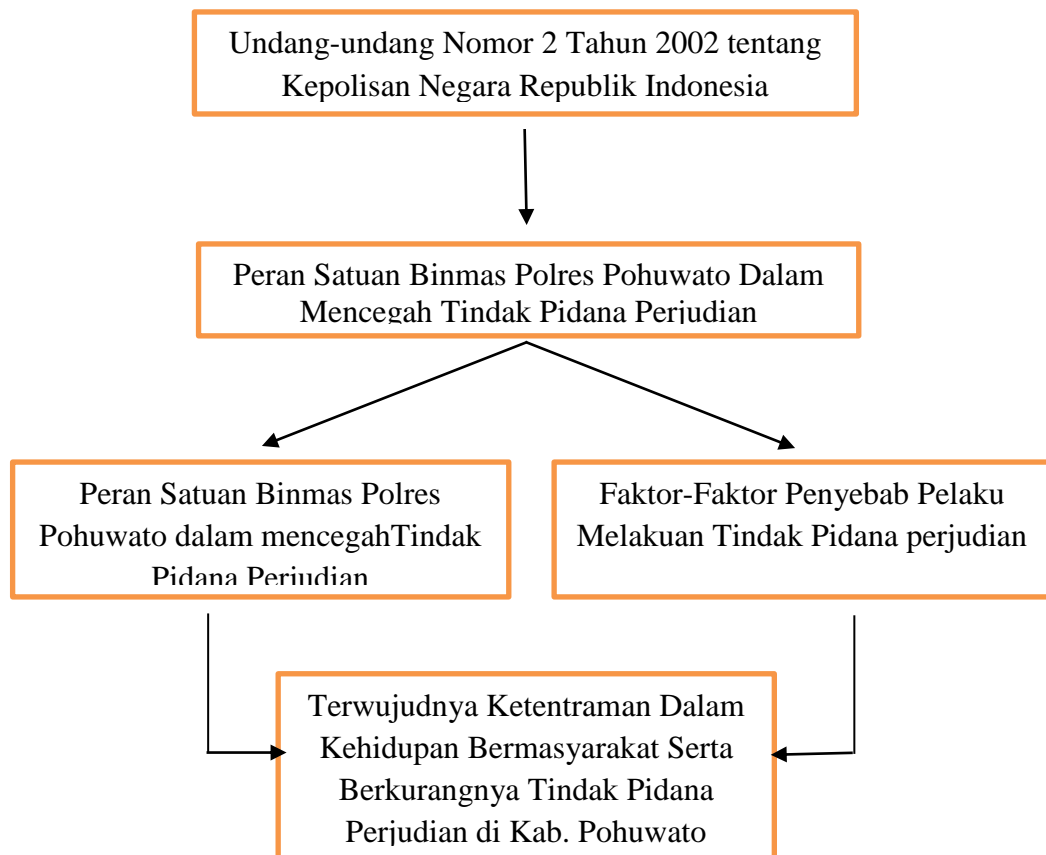 Undang-undang Nomor 2 Tahun 2002 tentang
Kepolisan Negara Republik Indonesia
Peran Satuan Binmas Polres Pohuwato Dalam
Mencegah Tindak Pidana Perjudian
Peran Satuan Binmas Polres
Pohuwato dalam mencegahTindak
Pidana Perjudian
Faktor-Faktor Penyebab Pelaku
Melakuan Tindak Pidana perjudian
Terwujudnya Ketentraman Dalam
Kehidupan Bermasyarakat Serta
Berkurangnya Tindak Pidana
Perjudian di Kab. Pohuwato